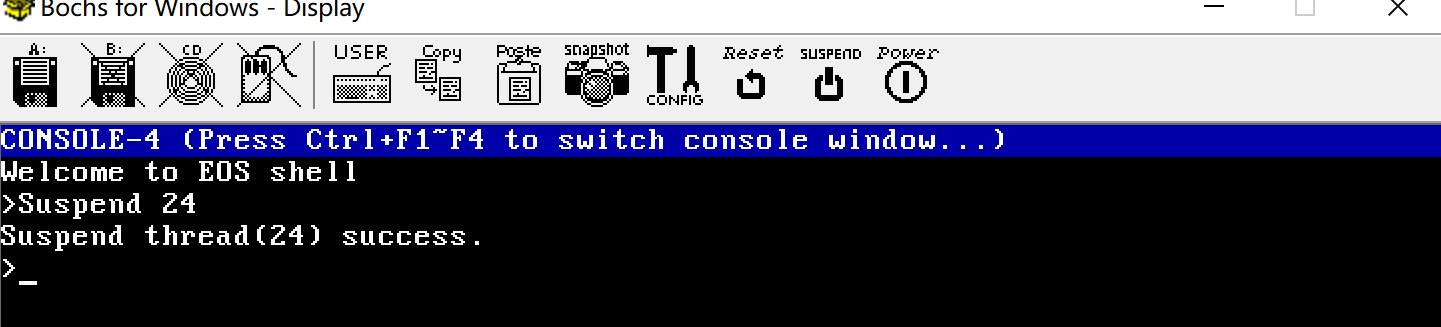 Bochs for Windows - Display
A: B: CD USER Copy Paste snapshot CONFIG Reset SUSPEND Power
CONSOLE-4 (Press Ctrl+F1~F4 to switch console window...)
Welcome to EOS shell
>Suspend 24
Suspend thread(24) success.
>_